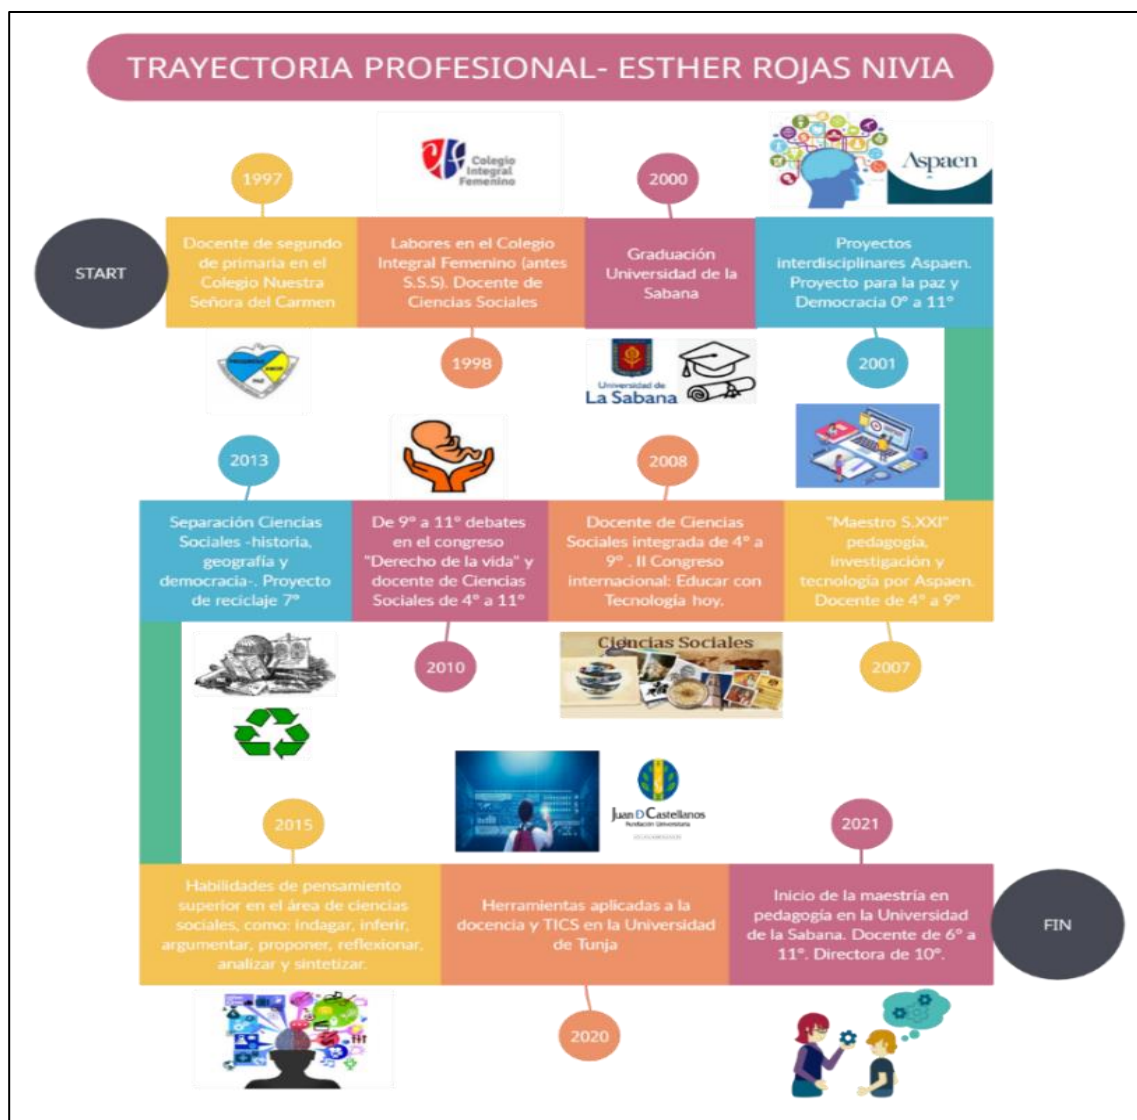 TRAYECTORIA PROFESIONAL- ESTHER ROJAS NIVIA
START
1997
Docente de segundo
de primaria en el
Colegio Nuestra
Señora del Carmen
PAZ
Colegio
Integral
Femenino
Labores en el Colegio
Integral Femenino (antes
S.S.S). Docente de
Ciencias Sociales
1998
2000
Graduación
Universidad de la
Sabana
Universidad de
La Sabana
Aspaen
Proyectos
interdisciplinares Aspaen.
Proyecto para la paz y
Democracia 0° a 11°
2001
"Maestro S.XXI"
pedagogía,
investigación y
tecnología por Aspaen.
Docente de 4° a 9°
2007
2008
Docente de Ciencias
Sociales integrada de 4° a
9° . II Congreso
internacional: Educar con
Tecnología hoy.
Ciencias Sociales
De 9° a 11° debates
en el congreso
"Derecho de la vida" y
docente de Ciencias
Sociales de 4° a 11°
2010
2013
Separación Ciencias
Sociales -historia,
geografía y
democracia-. Proyecto
de reciclaje 7°
2015
Habilidades de pensamiento
superior en el área de ciencias
sociales, como: indagar, inferir,
argumentar, proponer, reflexionar,
analizar y sintetizar.
Juan D Castellanos
Fundación Universitaria
Herramientas aplicadas a la
docencia y TICS en la Universidad
de Tunja
2020
2021
Inicio de la maestría en
pedagogía en la Universidad
de la Sabana. Docente de 6° a
11°. Directora de 10°.
FIN